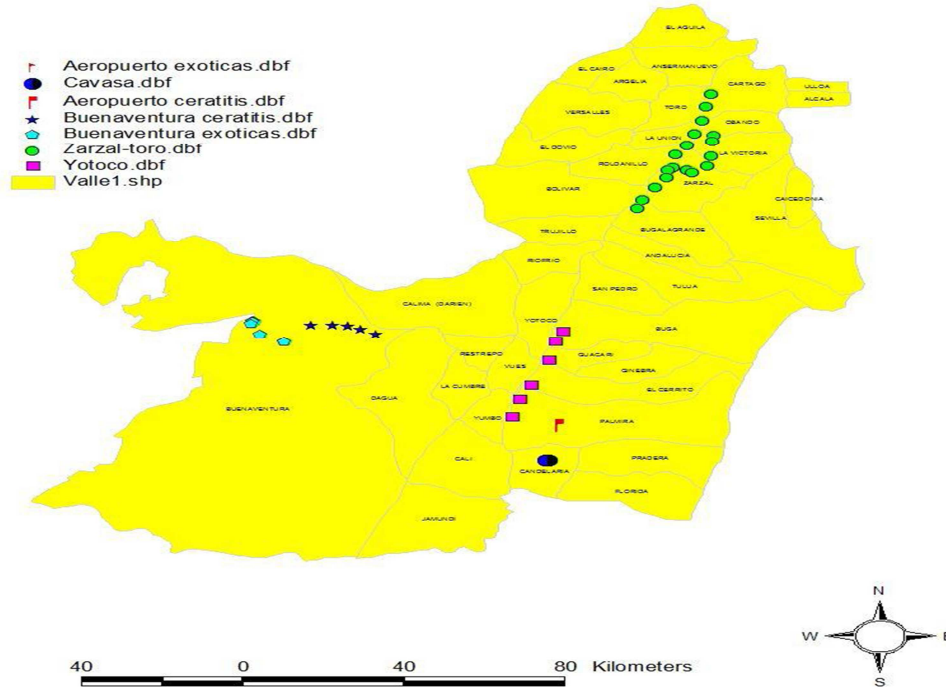 EL AGUILA
Aeropuerto exoticas.dbf
Cavasa.dbf
Aeropuerto ceratitis.dbf
Buenaventura ceratitis.dbf
Buenaventura exoticas.dbf
Zarzal-toro.dbf
Yotoco.dbf
Valle1.shp
EL CAIRO
ANSERMANUEVO
ARGELIA
CARTAGO
ULLOA
ALCALA
VERSALLES
TORO
OBANDO
LA UNION
EL DOVIO
LA VICTORIA
ROLDANILLO
ZARZAL
BOLIVAR
CAICEDONIA
SEVILLA
TRUJILLO
BUGALAGRANDE
ANDALUCIA
RIOFRIO
TULUA
SAN PEDRO
CALIMA (DARIEN)
YOTOCO
BUGA
RESTREPO
GUACARI
VIJES
GINEBRA
LA CUMBRE
EL CERRITO
DAGUA
BUENAVENTURA
YUMBO
PALMIRA
CALI
PRADERA
CANDELARIA
FLORIDA
JAMUNDI
N
W E
S
40 0 40 80 Kilometers